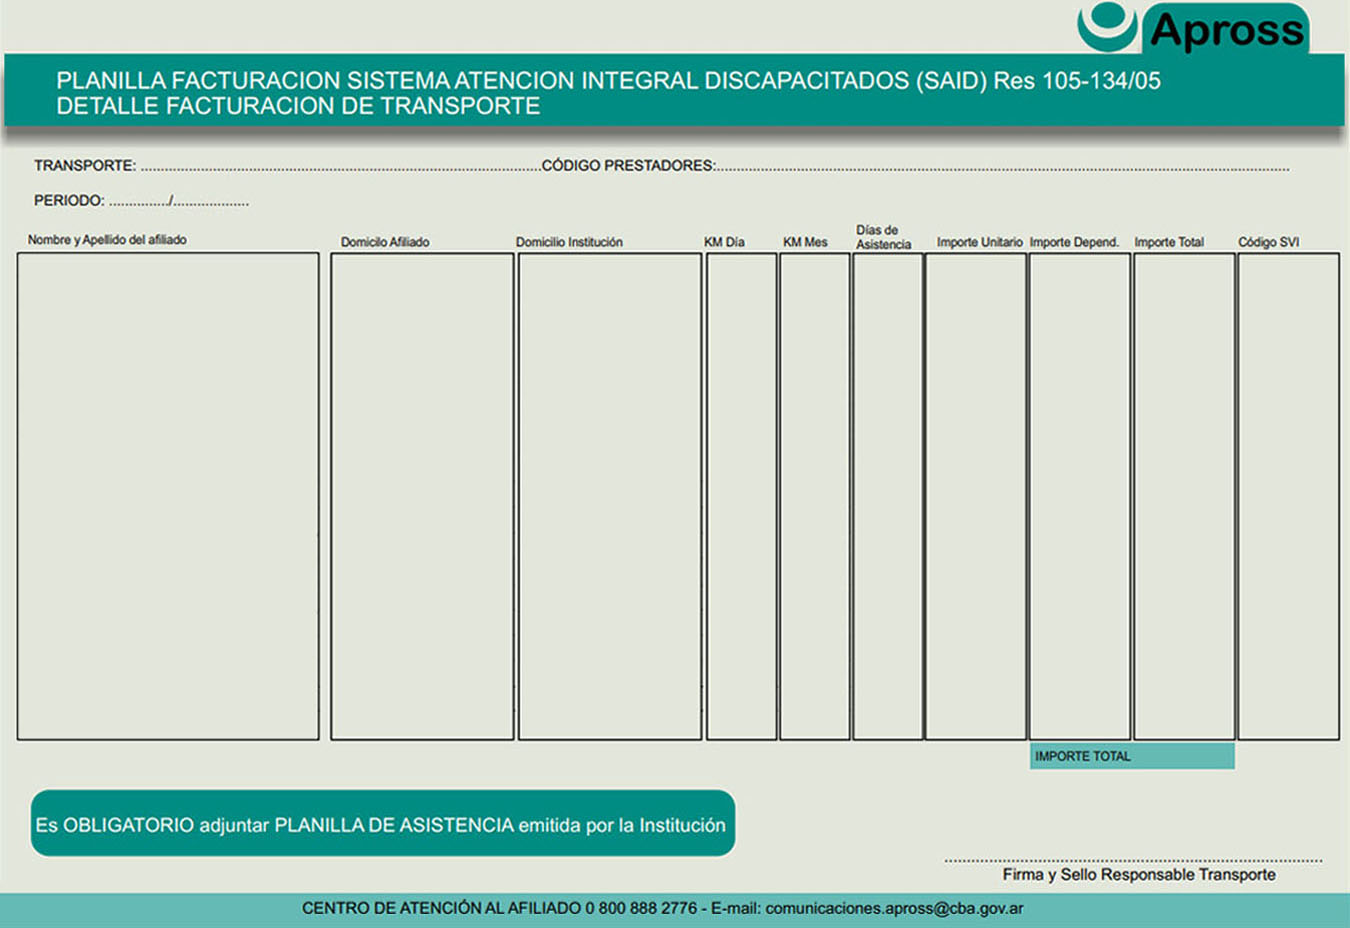 Apross
PLANILLA FACTURACION SISTEMA ATENCION INTEGRAL DISCAPACITADOS (SAID) Res 105-134/05
DETALLE FACTURACION DE TRANSPORTE
TRANSPORTE: ....................................................................................................CÓDIGO PRESTADORES:...............................................................................................................................................
PERIODO: .............../...................
Nombre y Apellido del afiliado Domicilo Afiliado Domicilio Institución KM Día KM Mes Días de Asistencia Importe Unitario Importe Depend. Importe Total Código SVI
IMPORTE TOTAL
Es OBLIGATORIO adjuntar PLANILLA DE ASISTENCIA emitida por la Institución
Firma y Sello Responsable Transporte
CENTRO DE ATENCIÓN AL AFILIADO 0 800 888 2776 - E-mail: comunicaciones.apross@cba.gov.ar